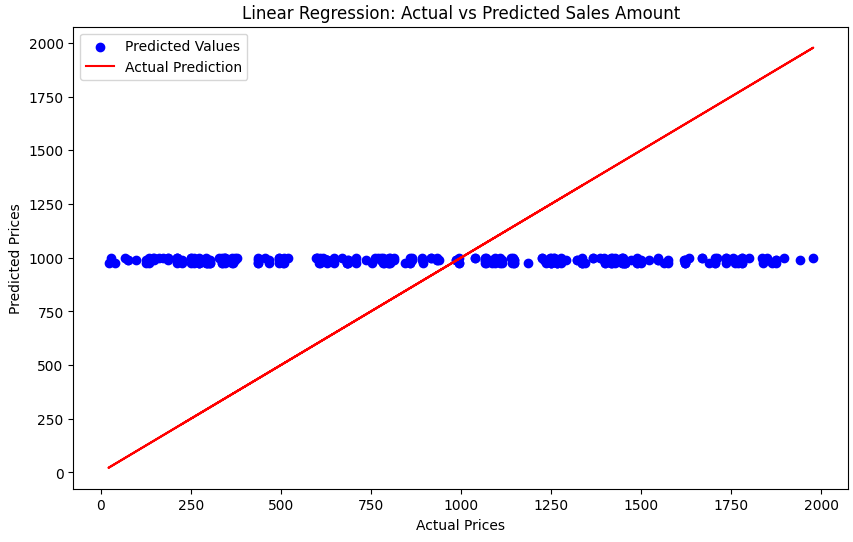 Linear Regression: Actual vs Predicted Sales Amount
Predicted Values
Actual Prediction
2000
1750
1500
1250
1000
750
500
250
0
Predicted Prices
0 250 500 750 1000 1250 1500 1750 2000
Actual Prices